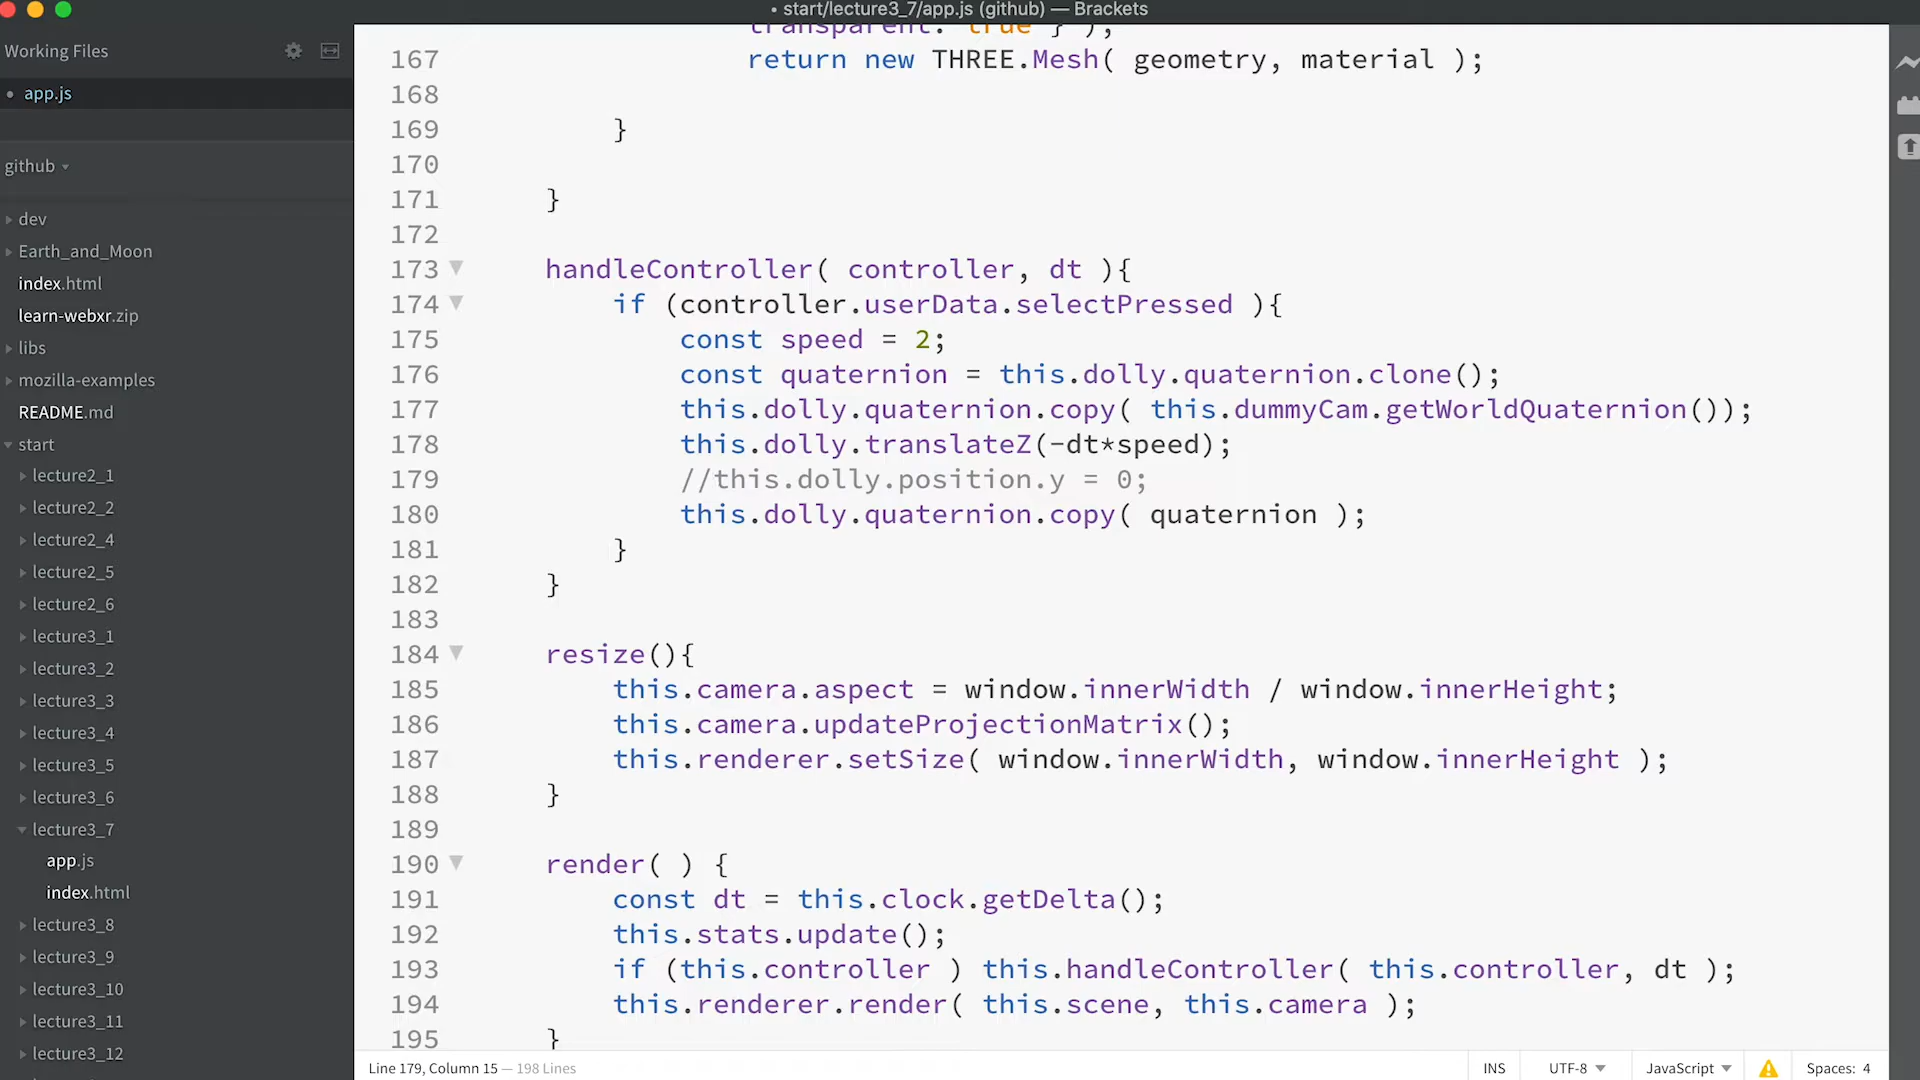 • start/lecture3_7/app.js (github) — Brackets
Working Files
• app.js
github
dev
Earth_and_Moon
index.html
learn-webxr.zip
libs
mozilla-examples
README.md
start
lecture2_1
lecture2_2
lecture2_4
lecture2_5
lecture2_6
lecture3_1
lecture3_2
lecture3_3
lecture3_4
lecture3_5
lecture3_6
lecture3_7
app.js
index.html
lecture3_8
lecture3_9
lecture3_10
lecture3_11
lecture3_12
transparent: true } );
167 return new THREE.Mesh( geometry, material );
168
169 }
170
171 }
172
173 handleController( controller, dt ){
174 if (controller.userData.selectPressed ){
175 const speed = 2;
176 const quaternion = this.dolly.quaternion.clone();
177 this.dolly.quaternion.copy( this.dummyCam.getWorldQuaternion());
178 this.dolly.translateZ(-dt*speed);
179 //this.dolly.position.y = 0;
180 this.dolly.quaternion.copy( quaternion );
181 }
182 }
183
184 resize(){
185 this.camera.aspect = window.innerWidth / window.innerHeight;
186 this.camera.updateProjectionMatrix();
187 this.renderer.setSize( window.innerWidth, window.innerHeight );
188 }
189
190 render( ) {
191 const dt = this.clock.getDelta();
192 this.stats.update();
193 if (this.controller ) this.handleController( this.controller, dt );
194 this.renderer.render( this.scene, this.camera );
195 }
Line 179, Column 15 — 198 Lines
INS
UTF-8
JavaScript
Spaces: 4